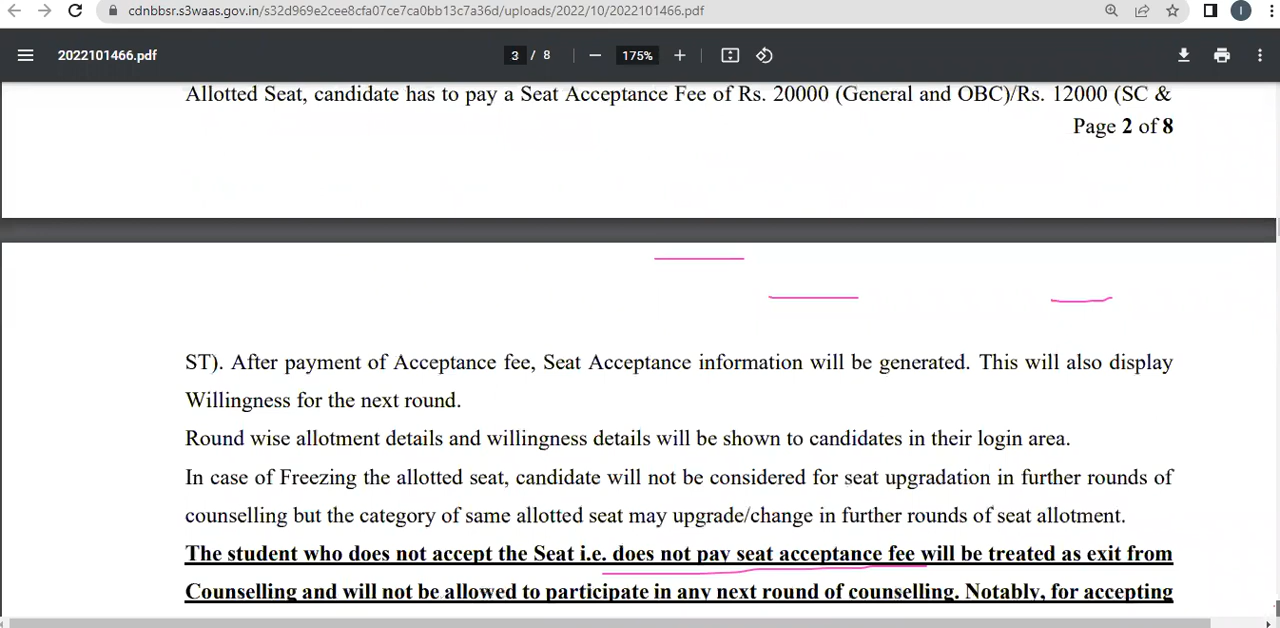 cdnbbsr.s3waas.gov.in/s32d969e2cee8cfa07ce7ca0bb13c7a36d/uploads/2022/10/2022101466.pdf
I
2022101466.pdf
3 / 8
175%
Allotted Seat, candidate has to pay a Seat Acceptance Fee of Rs. 20000 (General and OBC)/Rs. 12000 (SC &
Page 2 of 8
ST). After payment of Acceptance fee, Seat Acceptance information will be generated. This will also display
Willingness for the next round.
Round wise allotment details and willingness details will be shown to candidates in their login area.
In case of Freezing the allotted seat, candidate will not be considered for seat upgradation in further rounds of
counselling but the category of same allotted seat may upgrade/change in further rounds of seat allotment.
The student who does not accept the Seat i.e. does not pay seat acceptance fee will be treated as exit from
Counselling and will not be allowed to participate in any next round of counselling. Notably, for accepting